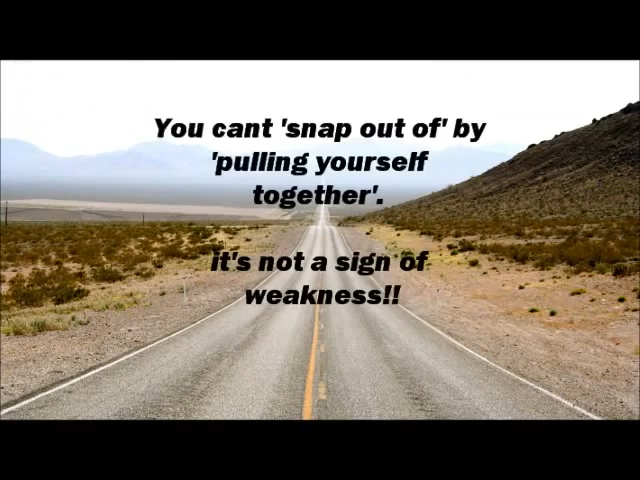 You cant 'snap out of' by
'pulling yourself
together'.
it's not a sign of
weakness!!